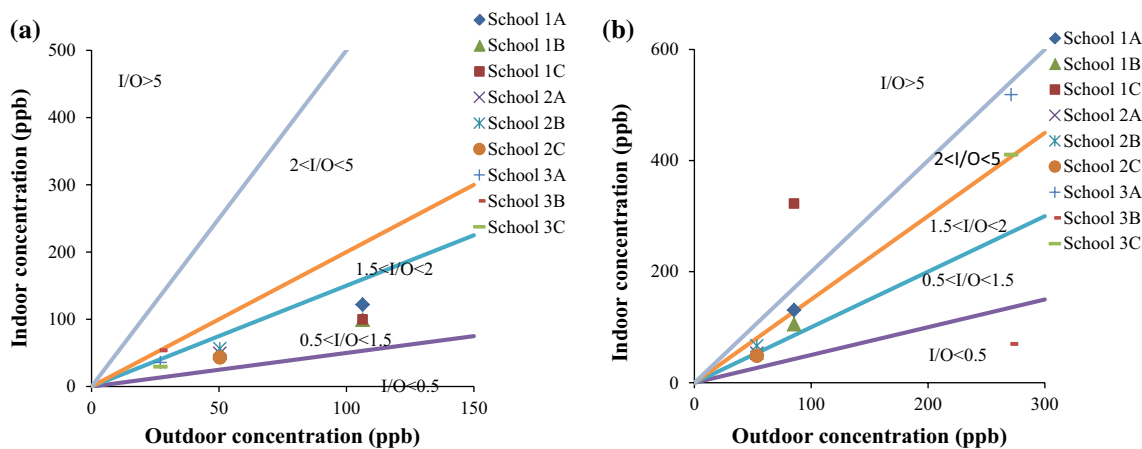 (a)
500
400
300
200
100
0
Indoor concentration (ppb)
I/O>5
2<I/O<5
1.5<I/O<2
0.5<I/O<1.5
I/O<0.5
0
50
100
150
Outdoor concentration (ppb)
School 1A
School 1B
School 1C
School 2A
School 2B
School 2C
School 3A
School 3B
School 3C
(b)
600
400
200
0
Indoor concentration (ppb)
I/O>5
2<I/O<5
1.5<I/O<2
0.5<I/O<1.5
I/O<0.5
0
100
200
300
Outdoor concentration (ppb)
School 1A
School 1B
School 1C
School 2A
School 2B
School 2C
School 3A
School 3B
School 3C